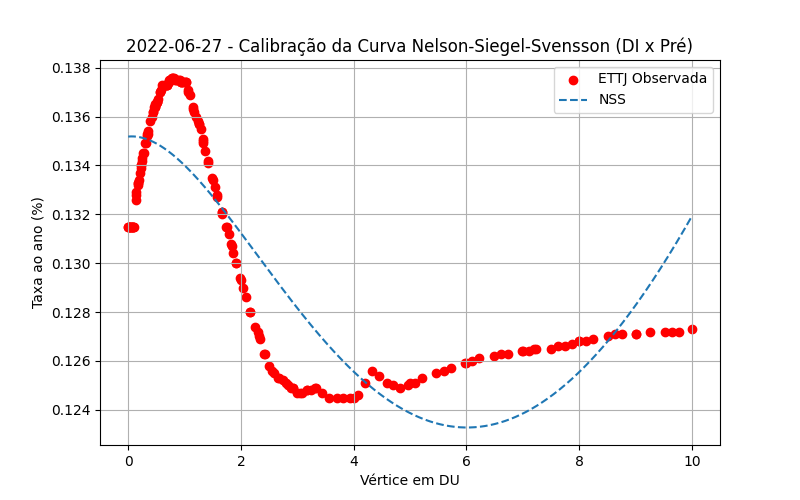 2022-06-27 - Calibração da Curva Nelson-Siegel-Svensson (DI x Pré)
ETTJ Observada
NSS
Taxa ao ano (%)
0.138
0.136
0.134
0.132
0.130
0.128
0.126
0.124
0 2 4 6 8 10
Vértice em DU